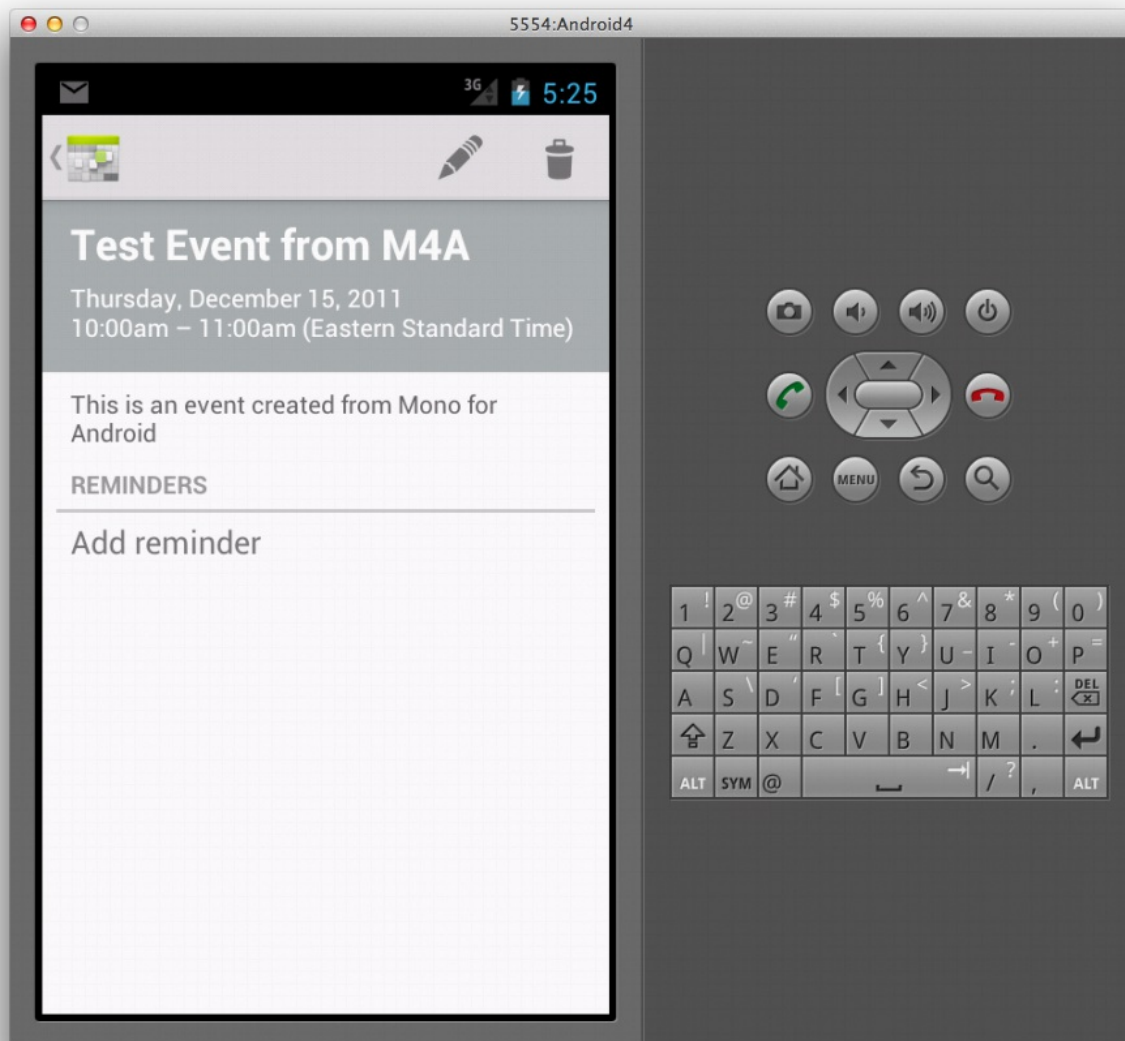 5554:Android4
3G 5:25
Test Event from M4A
Thursday, December 15, 2011
10:00am – 11:00am (Eastern Standard Time)
This is an event created from Mono for
Android
REMINDERS
Add reminder
MENU
1 ! 2 @ 3 # 4 $ 5 % 6 ^ 7 & 8 * 9 ( 0 )
Q | W ~ E " R ` T { Y } U _ I - O + P =
A S \ D ' F [ G ] H < J > K ; L : DEL
Z X C V B N M .
ALT SYM @ / ? , ALT